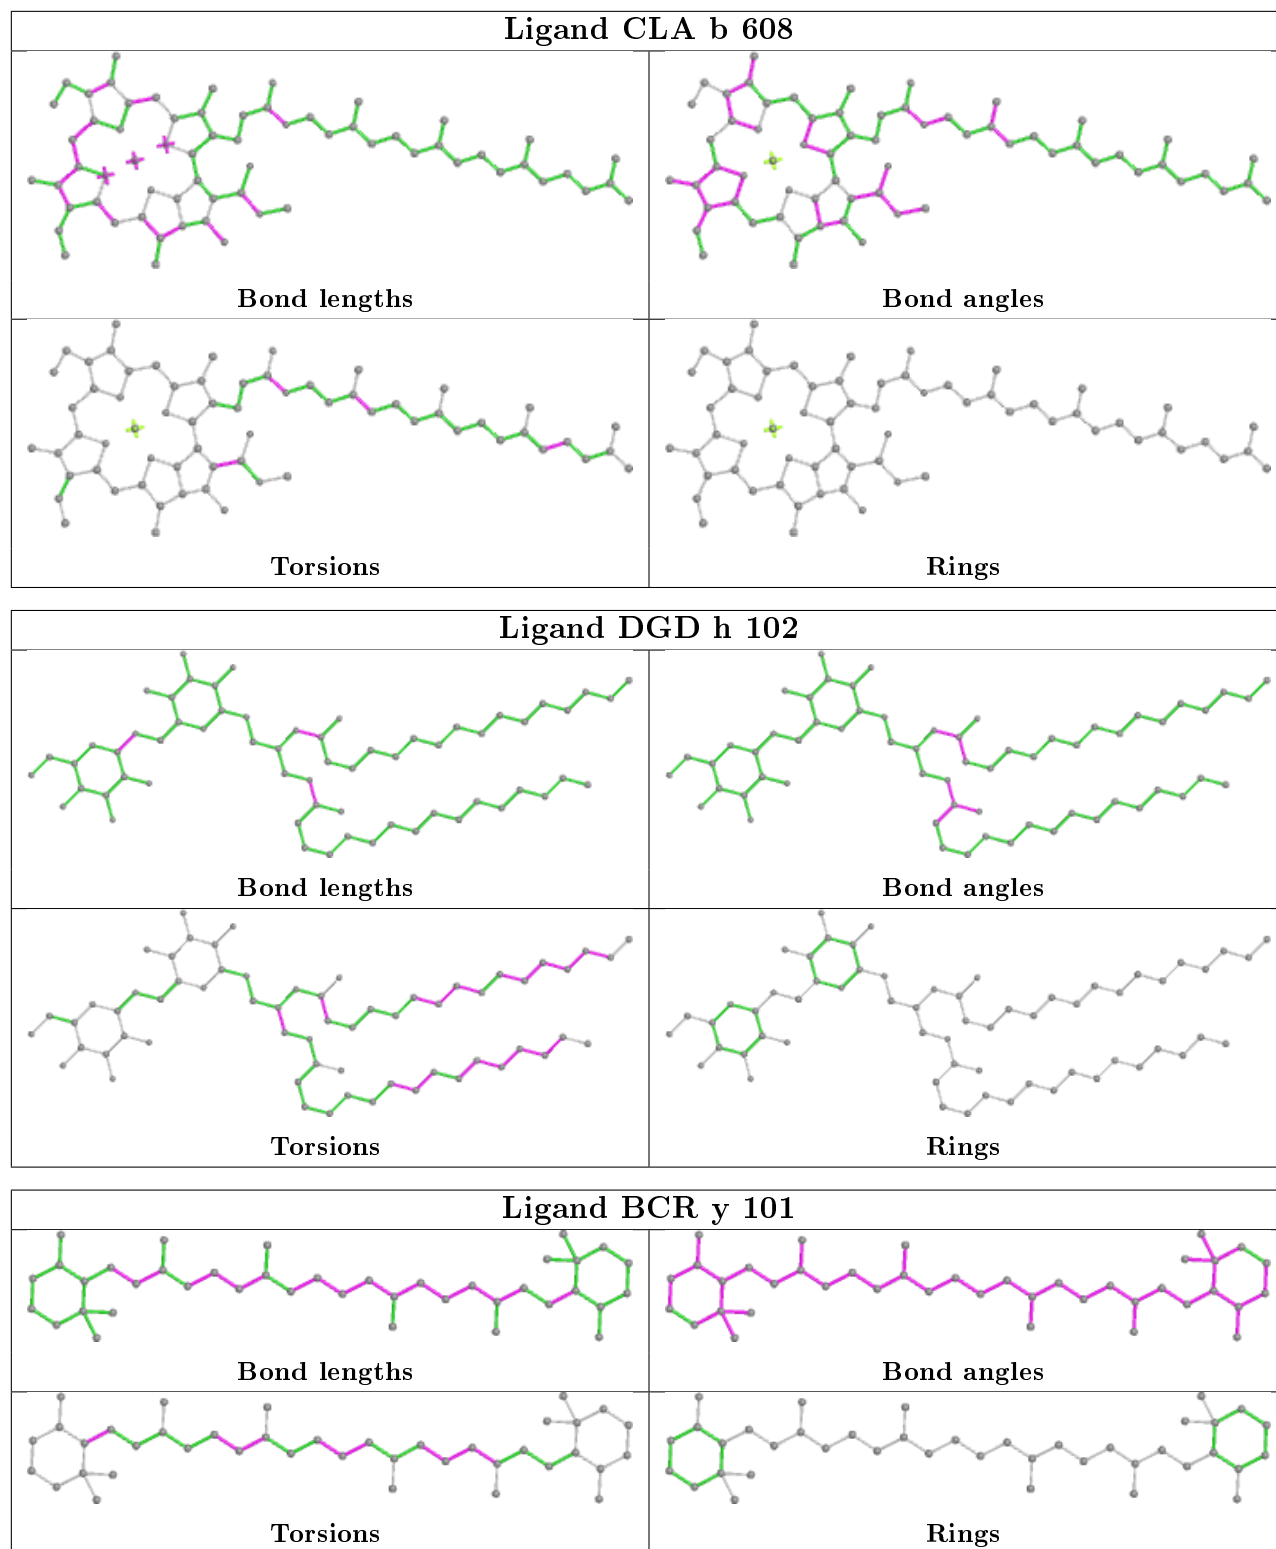 Ligand CLA b 608
Bond lengths
Bond angles
Torsions
Rings
Ligand DGD h 102
Bond lengths
Bond angles
Torsions
Rings
Ligand BCR y 101
Bond lengths
Bond angles
Torsions
Rings